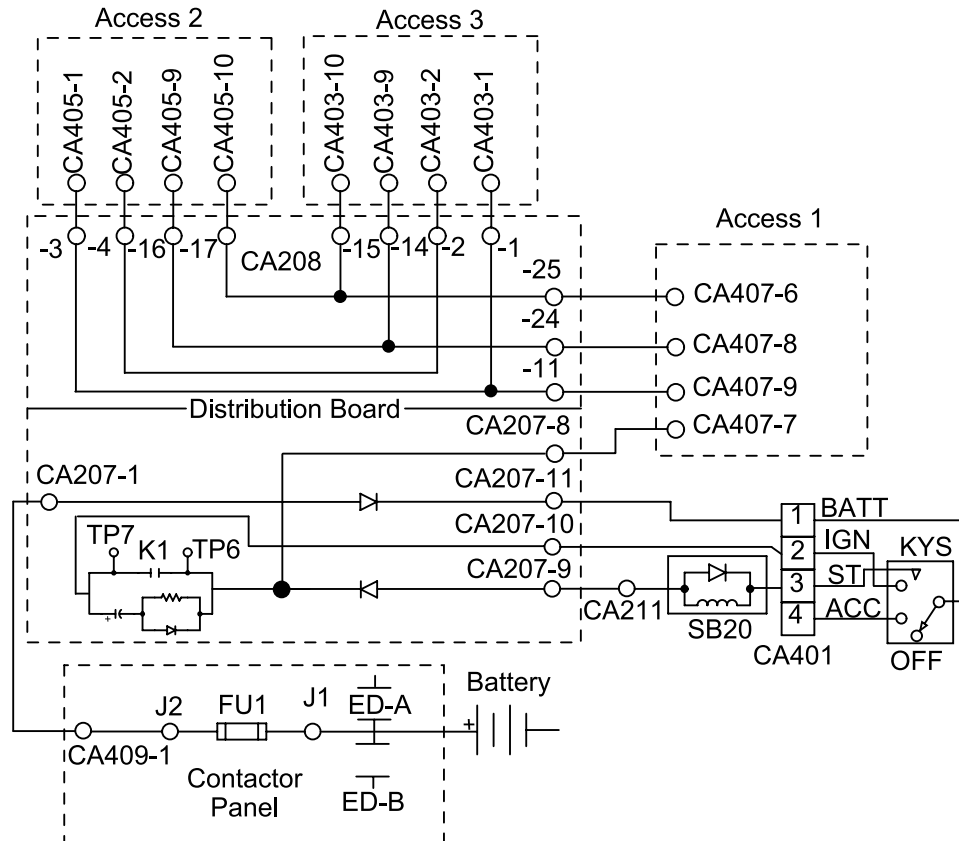 Access 2
Access 3
CA405-1
CA405-2
CA405-9
CA405-10
CA403-10
CA403-9
CA403-2
CA403-1
Access 1
-3
-4
-16
-17
CA208
-15
-14
-2
-1
-25
CA407-6
-24
CA407-8
-11
CA407-9
Distribution Board
CA207-8
CA407-7
CA207-1
CA207-11
BATT
1
CA207-10
IGN
KYS
TP7
K1
TP6
2
CA207-9
ST
3
+
CA211
ACC
4
SB20
CA401
OFF
Battery
J2
FU1
J1
ED-A
+
CA409-1
Contactor
Panel
ED-B